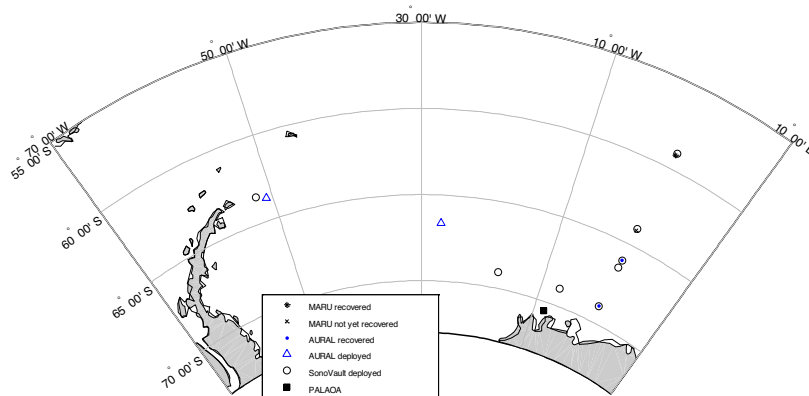 30° 00' W
50° 00' W
10° 00' W
70° 00' W
10° 00' E
55° 00' S
60° 00' S
65° 00' S
70° 00' S
MARU recovered
MARU not yet recovered
AURAL recovered
AURAL deployed
SonoVault deployed
PALAOA